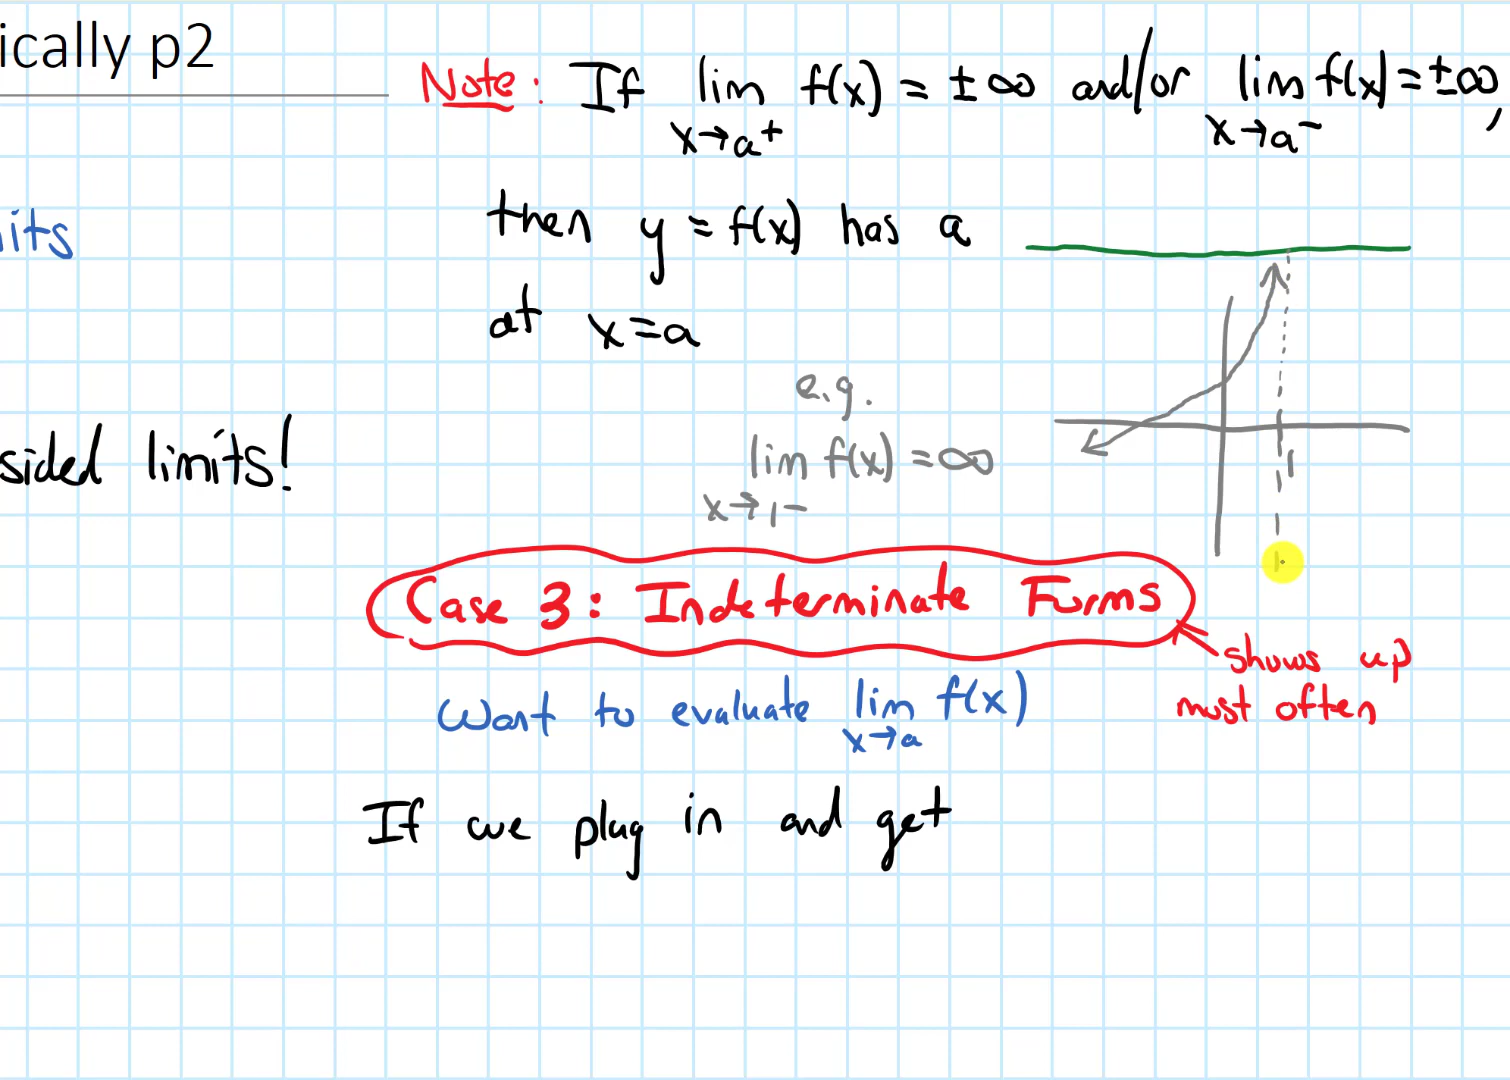 ically p2
Note: If lim f(x) = ±∞ and/or lim f(x) = ±∞,
x→a⁺ x→a⁻
its
then y = f(x) has a
at x=a
e.g.
sided limits!
lim f(x) = ∞
x→1⁻
1
Case 3: Indeterminate Forms
shows up
most often
Want to evaluate lim f(x)
x→a
If we plug in and get